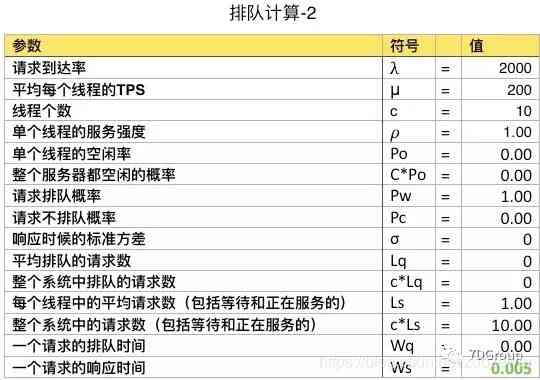 排队计算-2
参数 符号 值
请求到达率 λ = 2000
平均每个线程的TPS μ = 200
线程个数 c = 10
单个线程的服务强度 ρ = 1.00
单个线程的空闲率 Po = 0.00
整个服务器都空闲的概率 C*Po = 0.00
请求排队概率 Pw = 1.00
请求不排队概率 Pc = 0.00
响应时候的标准方差 σ = 0
平均排队的请求数 Lq = 0
整个系统中排队的请求数 c*Lq = 0
每个线程中的平均请求数（包括等待和正在服务的） Ls = 1.00
整个系统中的请求数（包括等待和正在服务的） c*Ls = 10.00
一个请求的排队时间 Wq = 0.00
一个请求的响应时间 Ws = 0.005
7DGroup